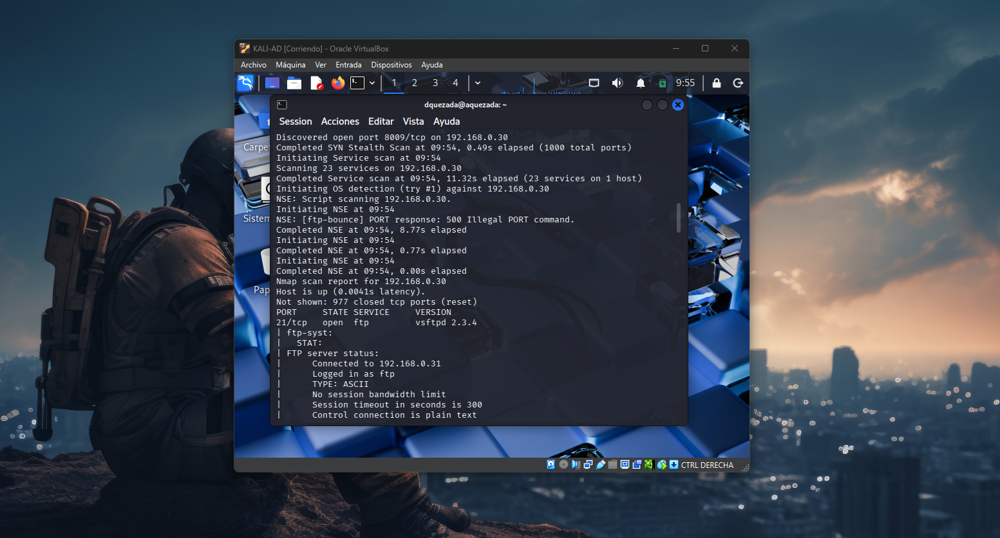 KALI-AD [Corriendo] - Oracle VirtualBox
Archivo Máquina Ver Entrada Dispositivos Ayuda
1 2 3 4 9:55
dquezada@aquezada: ~
Session Acciones Editar Vista Ayuda
Discovered open port 8009/tcp on 192.168.0.30
Completed SYN Stealth Scan at 09:54, 0.49s elapsed (1000 total ports)
Initiating Service scan at 09:54
Scanning 23 services on 192.168.0.30
Completed Service scan at 09:54, 11.32s elapsed (23 services on 1 host)
Initiating OS detection (try #1) against 192.168.0.30
NSE: Script scanning 192.168.0.30.
Initiating NSE at 09:54
NSE: [ftp-bounce] PORT response: 500 Illegal PORT command.
Completed NSE at 09:54, 8.77s elapsed
Initiating NSE at 09:54
Completed NSE at 09:54, 0.77s elapsed
Initiating NSE at 09:54
Completed NSE at 09:54, 0.00s elapsed
Nmap scan report for 192.168.0.30
Host is up (0.0041s latency).
Not shown: 977 closed tcp ports (reset)
PORT STATE SERVICE VERSION
21/tcp open ftp vsftpd 2.3.4
| ftp-syst:
| STAT:
| FTP server status:
| Connected to 192.168.0.31
| Logged in as ftp
| TYPE: ASCII
| No session bandwidth limit
| Session timeout in seconds is 300
| Control connection is plain text
Carpe
Sistem
Pap
CTRL DERECHA